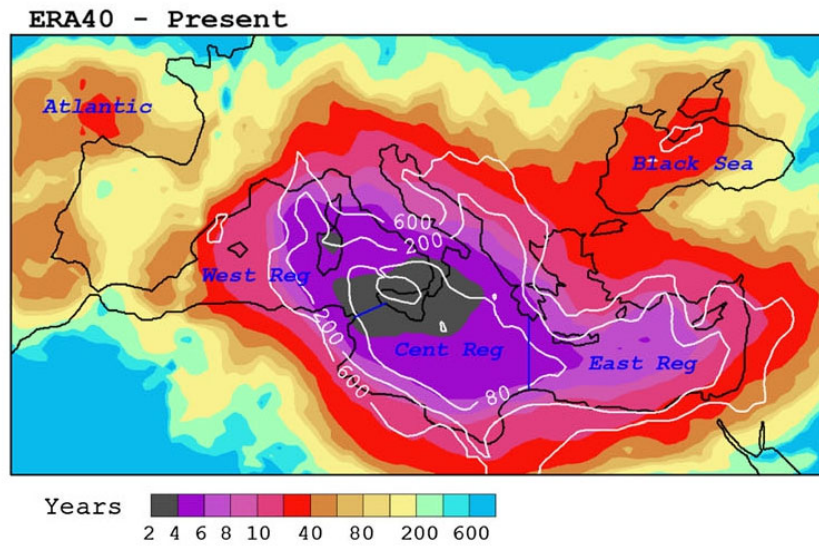 ERA40 - Present
Atlantic
Black Sea
600
200
West Reg
200
Cent Reg
East Reg
600
80
Years
2 4 6 8 10 40 80 200 600